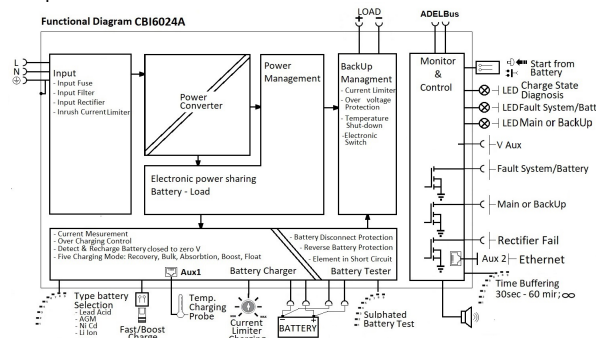 Functional Diagram CBI6024A
LOAD
+ -
ADELBus
L
N
Input
- Input Fuse
- Input Filter
- Input Rectifier
- Inrush Current Limiter
Power
Converter
Power
Management
BackUp
Managment
- Current Limiter
- Over voltage
Protection
- Temperature
Shut-down
-Electronic
Switch
Monitor
&
Control
Start from
Battery
LED Charge State
Diagnosis
LED Fault System/Batt
LED Main or BackUp
V Aux
Fault System/Battery
Main or BackUp
Rectifier Fail
Aux 2 Ethernet
Time Buffering
30sec - 60 mir; ∞
Electronic power sharing
Battery - Load
- Current Mesurement
- Over Charging Control
- Detect & Recharge Battery closed to zero V
- Five Charging Mode: Recovery, Bulk, Absorbtion, Boost, Float
Aux1
Battery Charger
- Battery Disconnect Protection
- Reverse Battery Protection
- Element in Short Circuit
Battery Tester
Type battery
Selection
- Lead Acid
- AGM
- Ni Cd
- Li Ion
Fast/Boost
Charge
Temp.
Charging
Probe
Current
Limiter
Charging
BATTERY
Sulphated
Battery Test